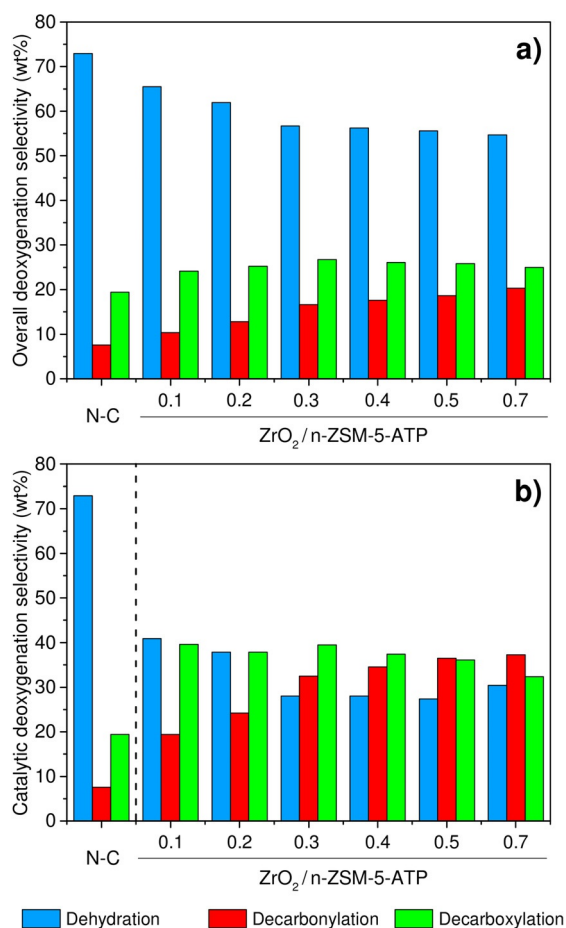 a)
Overall deoxygenation selectivity (wt%)
80
70
60
50
40
30
20
10
0
N-C
0.1 0.2 0.3 0.4 0.5 0.7
ZrO₂ / n-ZSM-5-ATP
b)
Catalytic deoxygenation selectivity (wt%)
80
70
60
50
40
30
20
10
0
N-C
0.1 0.2 0.3 0.4 0.5 0.7
ZrO₂ / n-ZSM-5-ATP
Dehydration Decarbonylation Decarboxylation